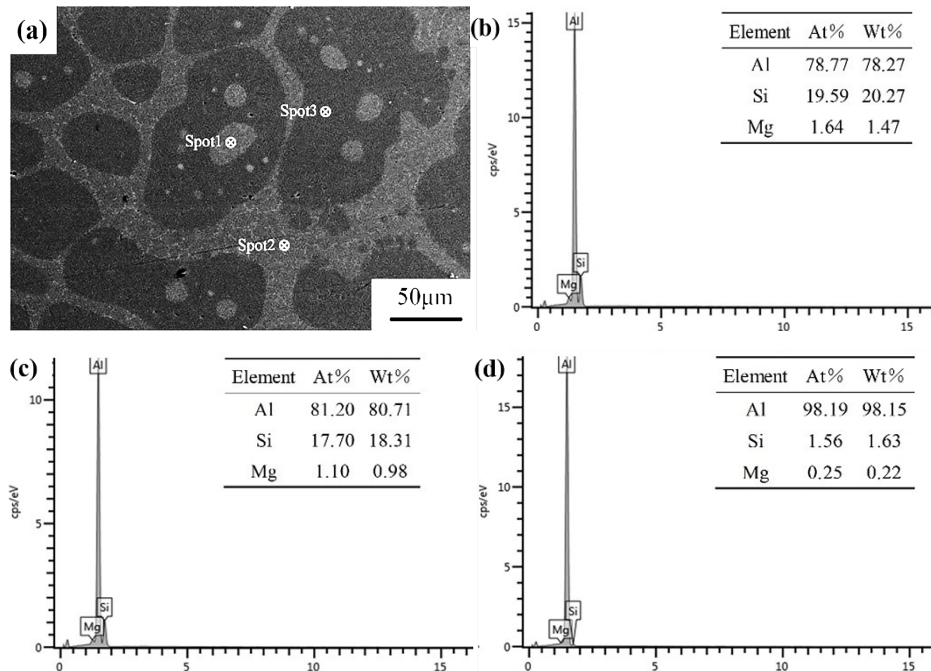 (a)
Spot1
Spot3
Spot2
50μm
(b)
cps/eV
15
10
5
0
Al
Si
Mg
0 5 10 15
Element At% Wt%
Al 78.77 78.27
Si 19.59 20.27
Mg 1.64 1.47
(c)
cps/eV
10
5
0
Al
Si
Mg
0 5 10 15
Element At% Wt%
Al 81.20 80.71
Si 17.70 18.31
Mg 1.10 0.98
(d)
cps/eV
15
10
5
0
Al
Si
Mg
0 5 10 15
Element At% Wt%
Al 98.19 98.15
Si 1.56 1.63
Mg 0.25 0.22